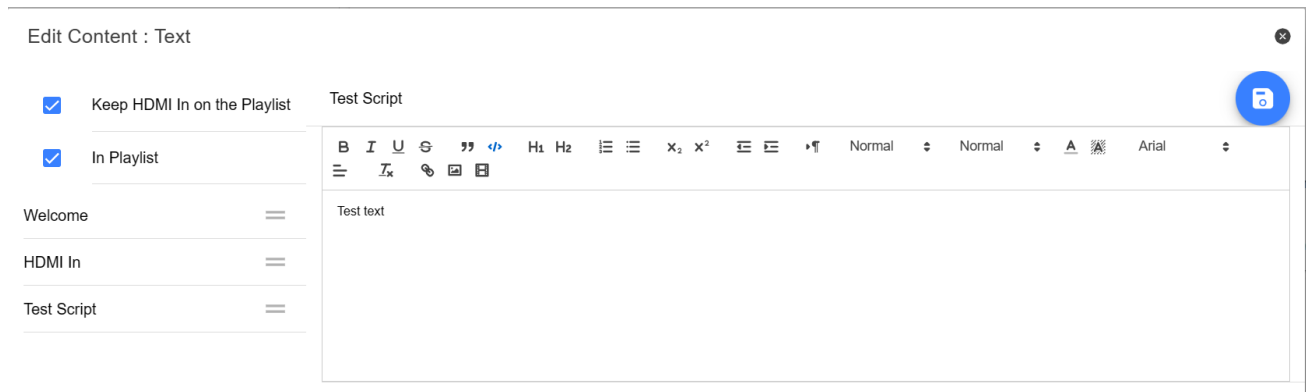 Edit Content : Text
Keep HDMI In on the Playlist
In Playlist
Welcome
HDMI In
Test Script
Test Script
B I U S ” </> H1 H2 x₂ x² ¶ Normal Normal A A Arial
Tx
Test text